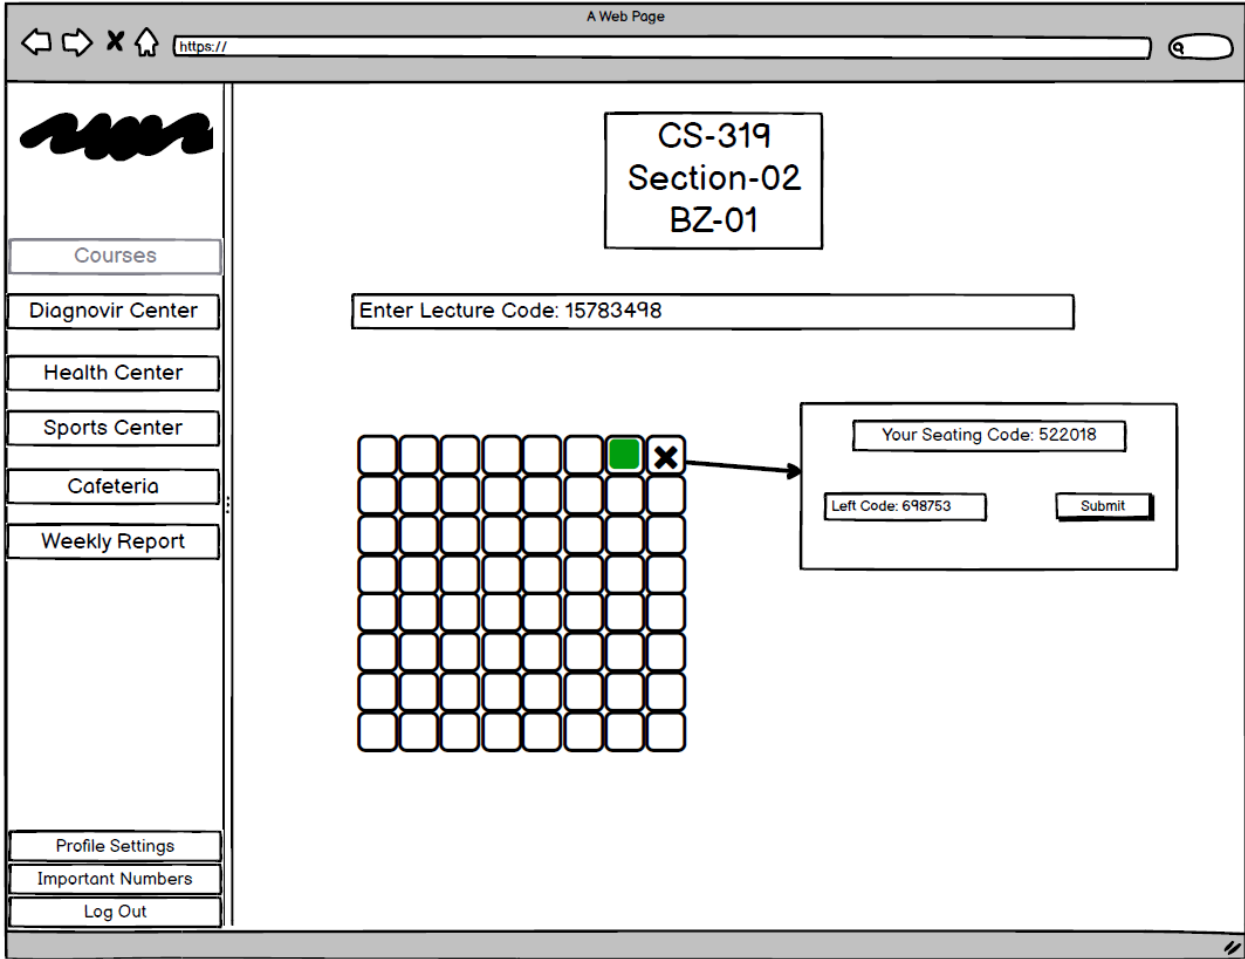 A Web Page
https://
CS-319
Section-02
BZ-01
Courses
Diagnovir Center
Health Center
Sports Center
Cafeteria
Weekly Report
Enter Lecture Code: 15783498
Your Seating Code: 522018
Left Code: 698753
Submit
Profile Settings
Important Numbers
Log Out